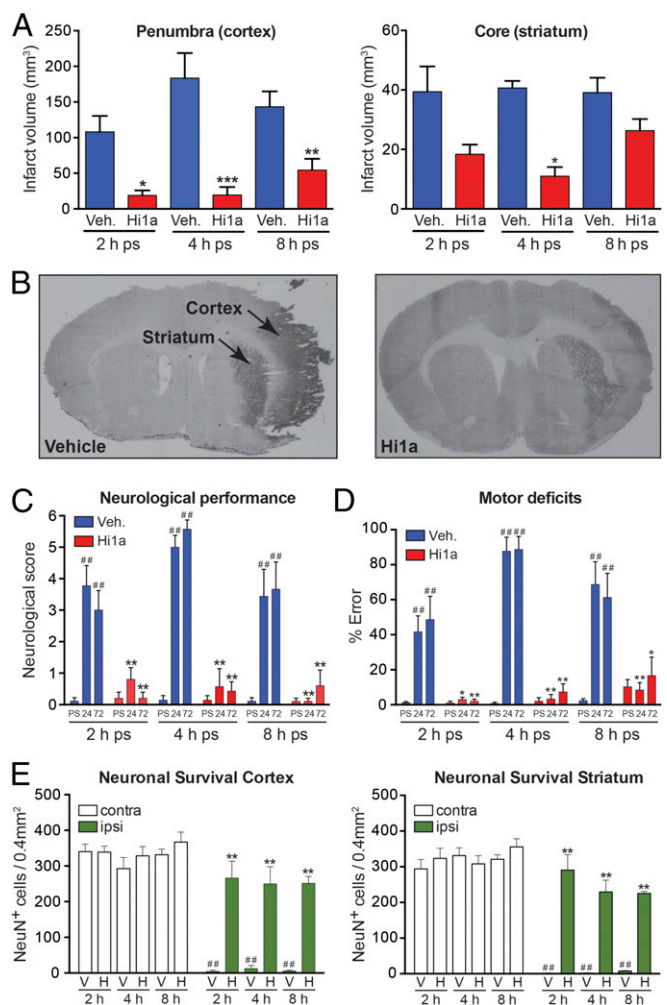 A
Penumbra (cortex)
Infarct volume (mm³)
250
200
150
100
50
0
* *** **
Veh. Hi1a Veh. Hi1a Veh. Hi1a
2 h ps 4 h ps 8 h ps
Core (striatum)
Infarct volume (mm³)
60
40
20
0
*
Veh. Hi1a Veh. Hi1a Veh. Hi1a
2 h ps 4 h ps 8 h ps
B
Cortex
Striatum
Vehicle
Hi1a
C
Neurological performance
Neurological score
6
5
4
3
2
1
0
Veh.
Hi1a
## ## ## ## ## ##
** ** ** ** ** **
PS 24 72 PS 24 72 PS 24 72 PS 24 72 PS 24 72 PS 24 72
2 h ps 4 h ps 8 h ps
D
Motor deficits
% Error
100
80
60
40
20
0
Veh.
Hi1a
## ## ## ## ## ##
* ** ** ** ** *
PS 24 72 PS 24 72 PS 24 72 PS 24 72 PS 24 72 PS 24 72
2 h ps 4 h ps 8 h ps
E
Neuronal Survival Cortex
NeuN⁺ cells / 0.4mm²
500
400
300
200
100
0
contra
ipsi
## ** ## ** ## **
V H V H V H V H V H V H
2 h 4 h 8 h 2 h 4 h 8 h
Neuronal Survival Striatum
NeuN⁺ cells / 0.4mm²
500
400
300
200
100
0
contra
ipsi
## ** ## ** ## **
V H V H V H V H V H V H
2 h 4 h 8 h 2 h 4 h 8 h